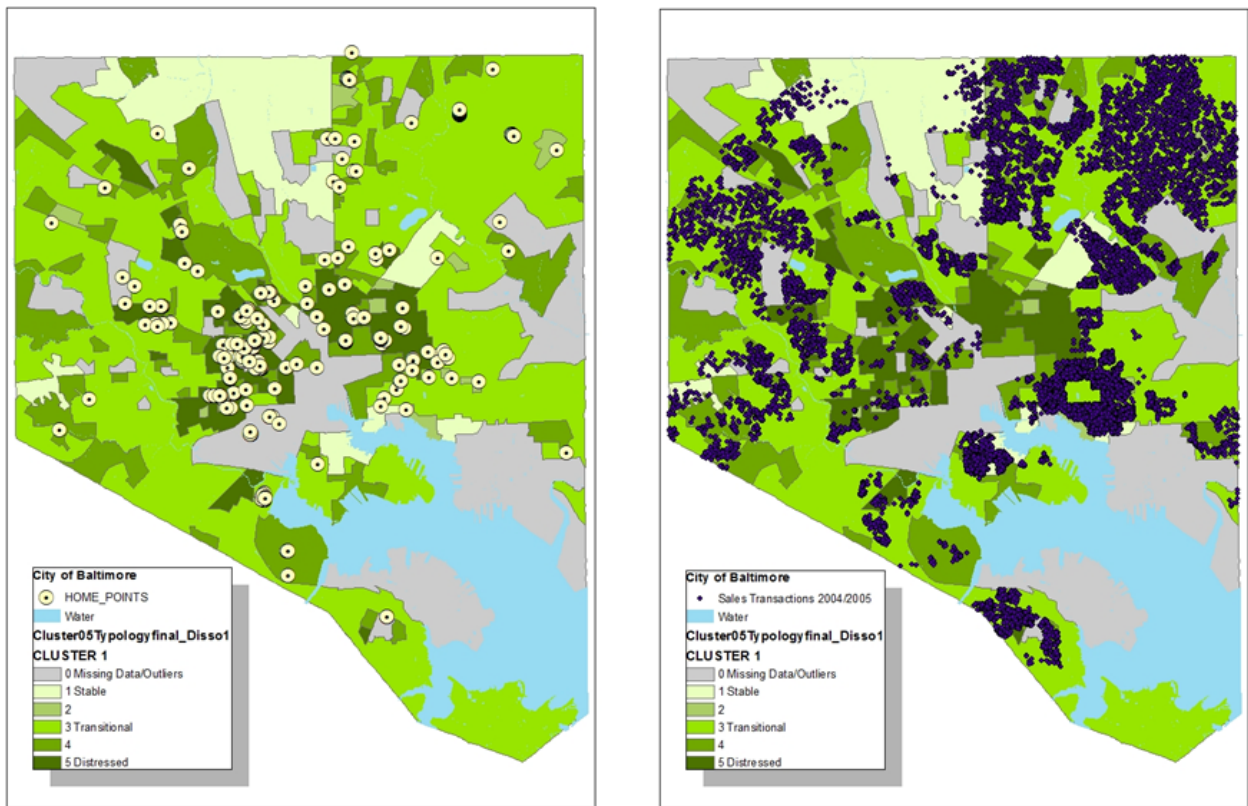 City of Baltimore
HOME_POINTS
Water
Cluster05Typologyfinal_Disso1
CLUSTER 1
0 Missing Data/Outliers
1 Stable
2
3 Transitional
4
5 Distressed
City of Baltimore
Sales Transactions 2004/2005
Water
Cluster05Typologyfinal_Disso1
CLUSTER 1
0 Missing Data/Outliers
1 Stable
2
3 Transitional
4
5 Distressed